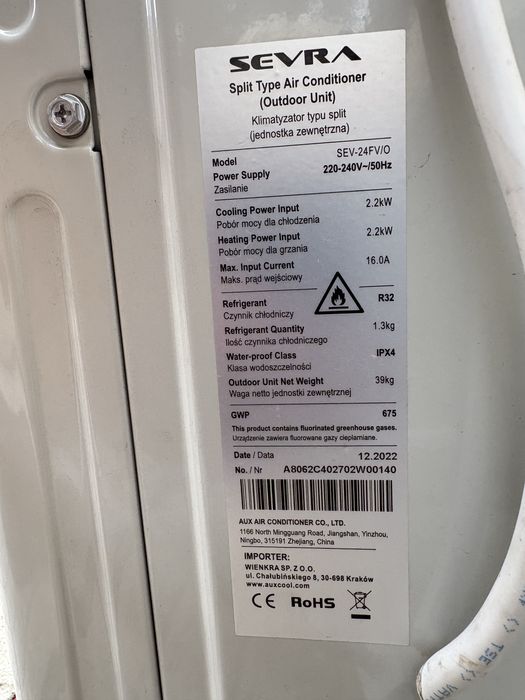 SEVRA
Split Type Air Conditioner
(Outdoor Unit)
Klimatyzator typu split
(jednostka zewnętrzna)
Model SEV-24FV/O
Power Supply 220-240V~/50Hz
Zasilanie
Cooling Power Input 2.2kW
Pobór mocy dla chłodzenia
Heating Power Input 2.2kW
Pobór mocy dla grzania
Max. Input Current 16.0A
Maks. prąd wejściowy
Refrigerant R32
Czynnik chłodniczy
Refrigerant Quantity 1.3kg
Ilość czynnika chłodniczego
Water-proof Class IPX4
Klasa wodoszczelności
Outdoor Unit Net Weight 39kg
Waga netto jednostki zewnętrznej
GWP 675
This product contains fluorinated greenhouse gases.
Urządzenie zawiera fluorowane gazy cieplarniane.
Date / Data 12.2022
No. / Nr A8062C402702W00140
AUX AIR CONDITIONER CO., LTD.
1166 North Mingguang Road, Jiangshan, Yinzhou,
Ningbo, 315191 Zhejiang, China
IMPORTER:
WIENKRA SP. Z O.O.
ul. Chałubińskiego 8, 30-698 Kraków
www.auxcool.com
CE RoHS
TSE